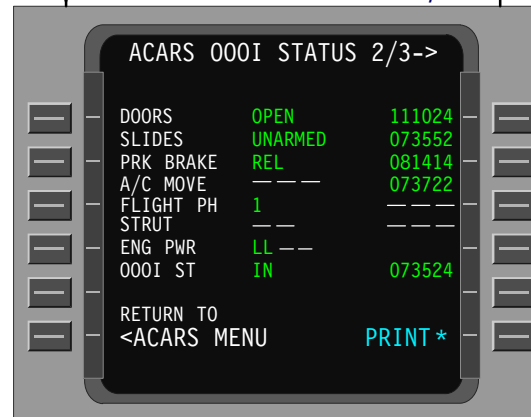 ACARS OOOI STATUS 2/3->
DOORS OPEN 111024
SLIDES UNARMED 073552
PRK BRAKE REL 081414
A/C MOVE — — — 073722
FLIGHT PH 1 — — —
STRUT — — — — —
ENG PWR LL — —
OOOI ST IN 073524
RETURN TO
<ACARS MENU PRINT*